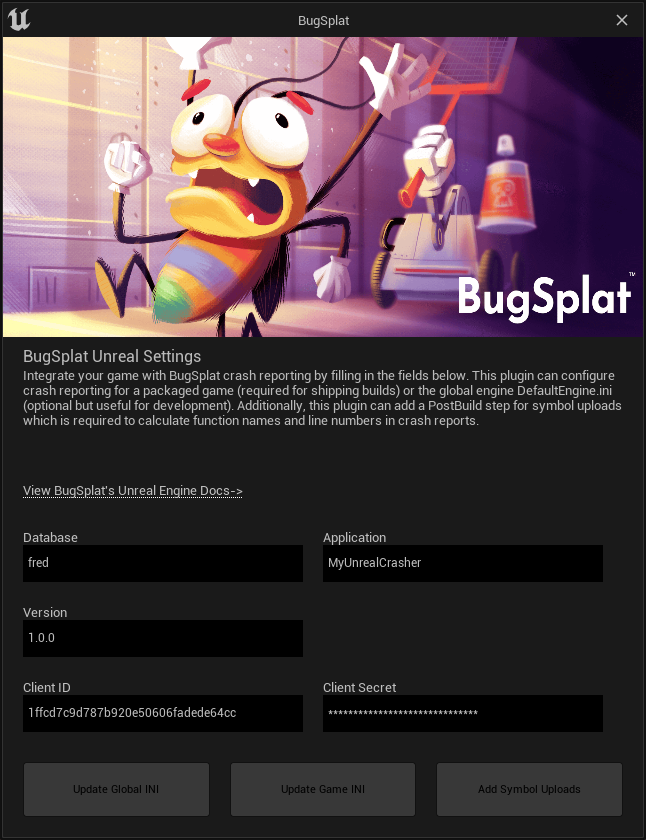 BugSplat
BugSplat™
BugSplat Unreal Settings
Integrate your game with BugSplat crash reporting by filling in the fields below. This plugin can configure
crash reporting for a packaged game (required for shipping builds) or the global engine DefaultEngine.ini
(optional but useful for development). Additionally, this plugin can add a PostBuild step for symbol uploads
which is required to calculate function names and line numbers in crash reports.
View BugSplat's Unreal Engine Docs->
Database
Application
fred
MyUnrealCrasher
Version
1.0.0
Client ID
Client Secret
1ffcd7c9d787b920e50606fadede64cc
******************************
Update Global INI
Update Game INI
Add Symbol Uploads